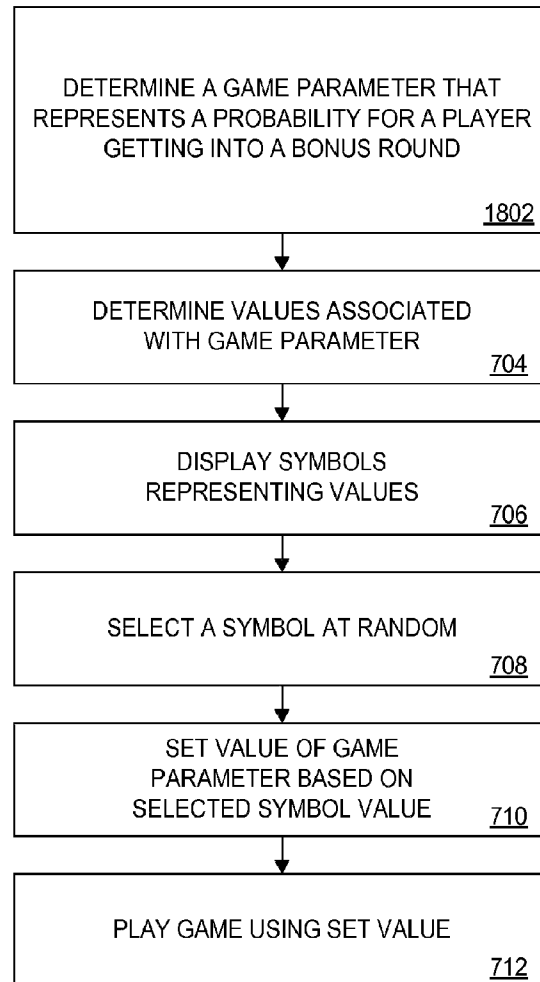 DETERMINE A GAME PARAMETER THAT
REPRESENTS A PROBABILITY FOR A PLAYER
GETTING INTO A BONUS ROUND
1802
DETERMINE VALUES ASSOCIATED
WITH GAME PARAMETER
704
DISPLAY SYMBOLS
REPRESENTING VALUES
706
SELECT A SYMBOL AT RANDOM
708
SET VALUE OF GAME
PARAMETER BASED ON
SELECTED SYMBOL VALUE
710
PLAY GAME USING SET VALUE
712